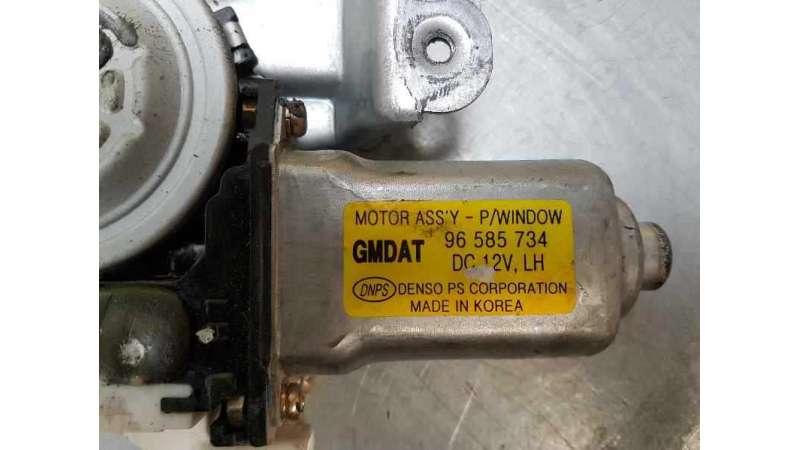 MOTOR ASS'Y - P/WINDOW
GMDAT 96 585 734
DC 12V, LH
DNPS DENSO PS CORPORATION
MADE IN KOREA